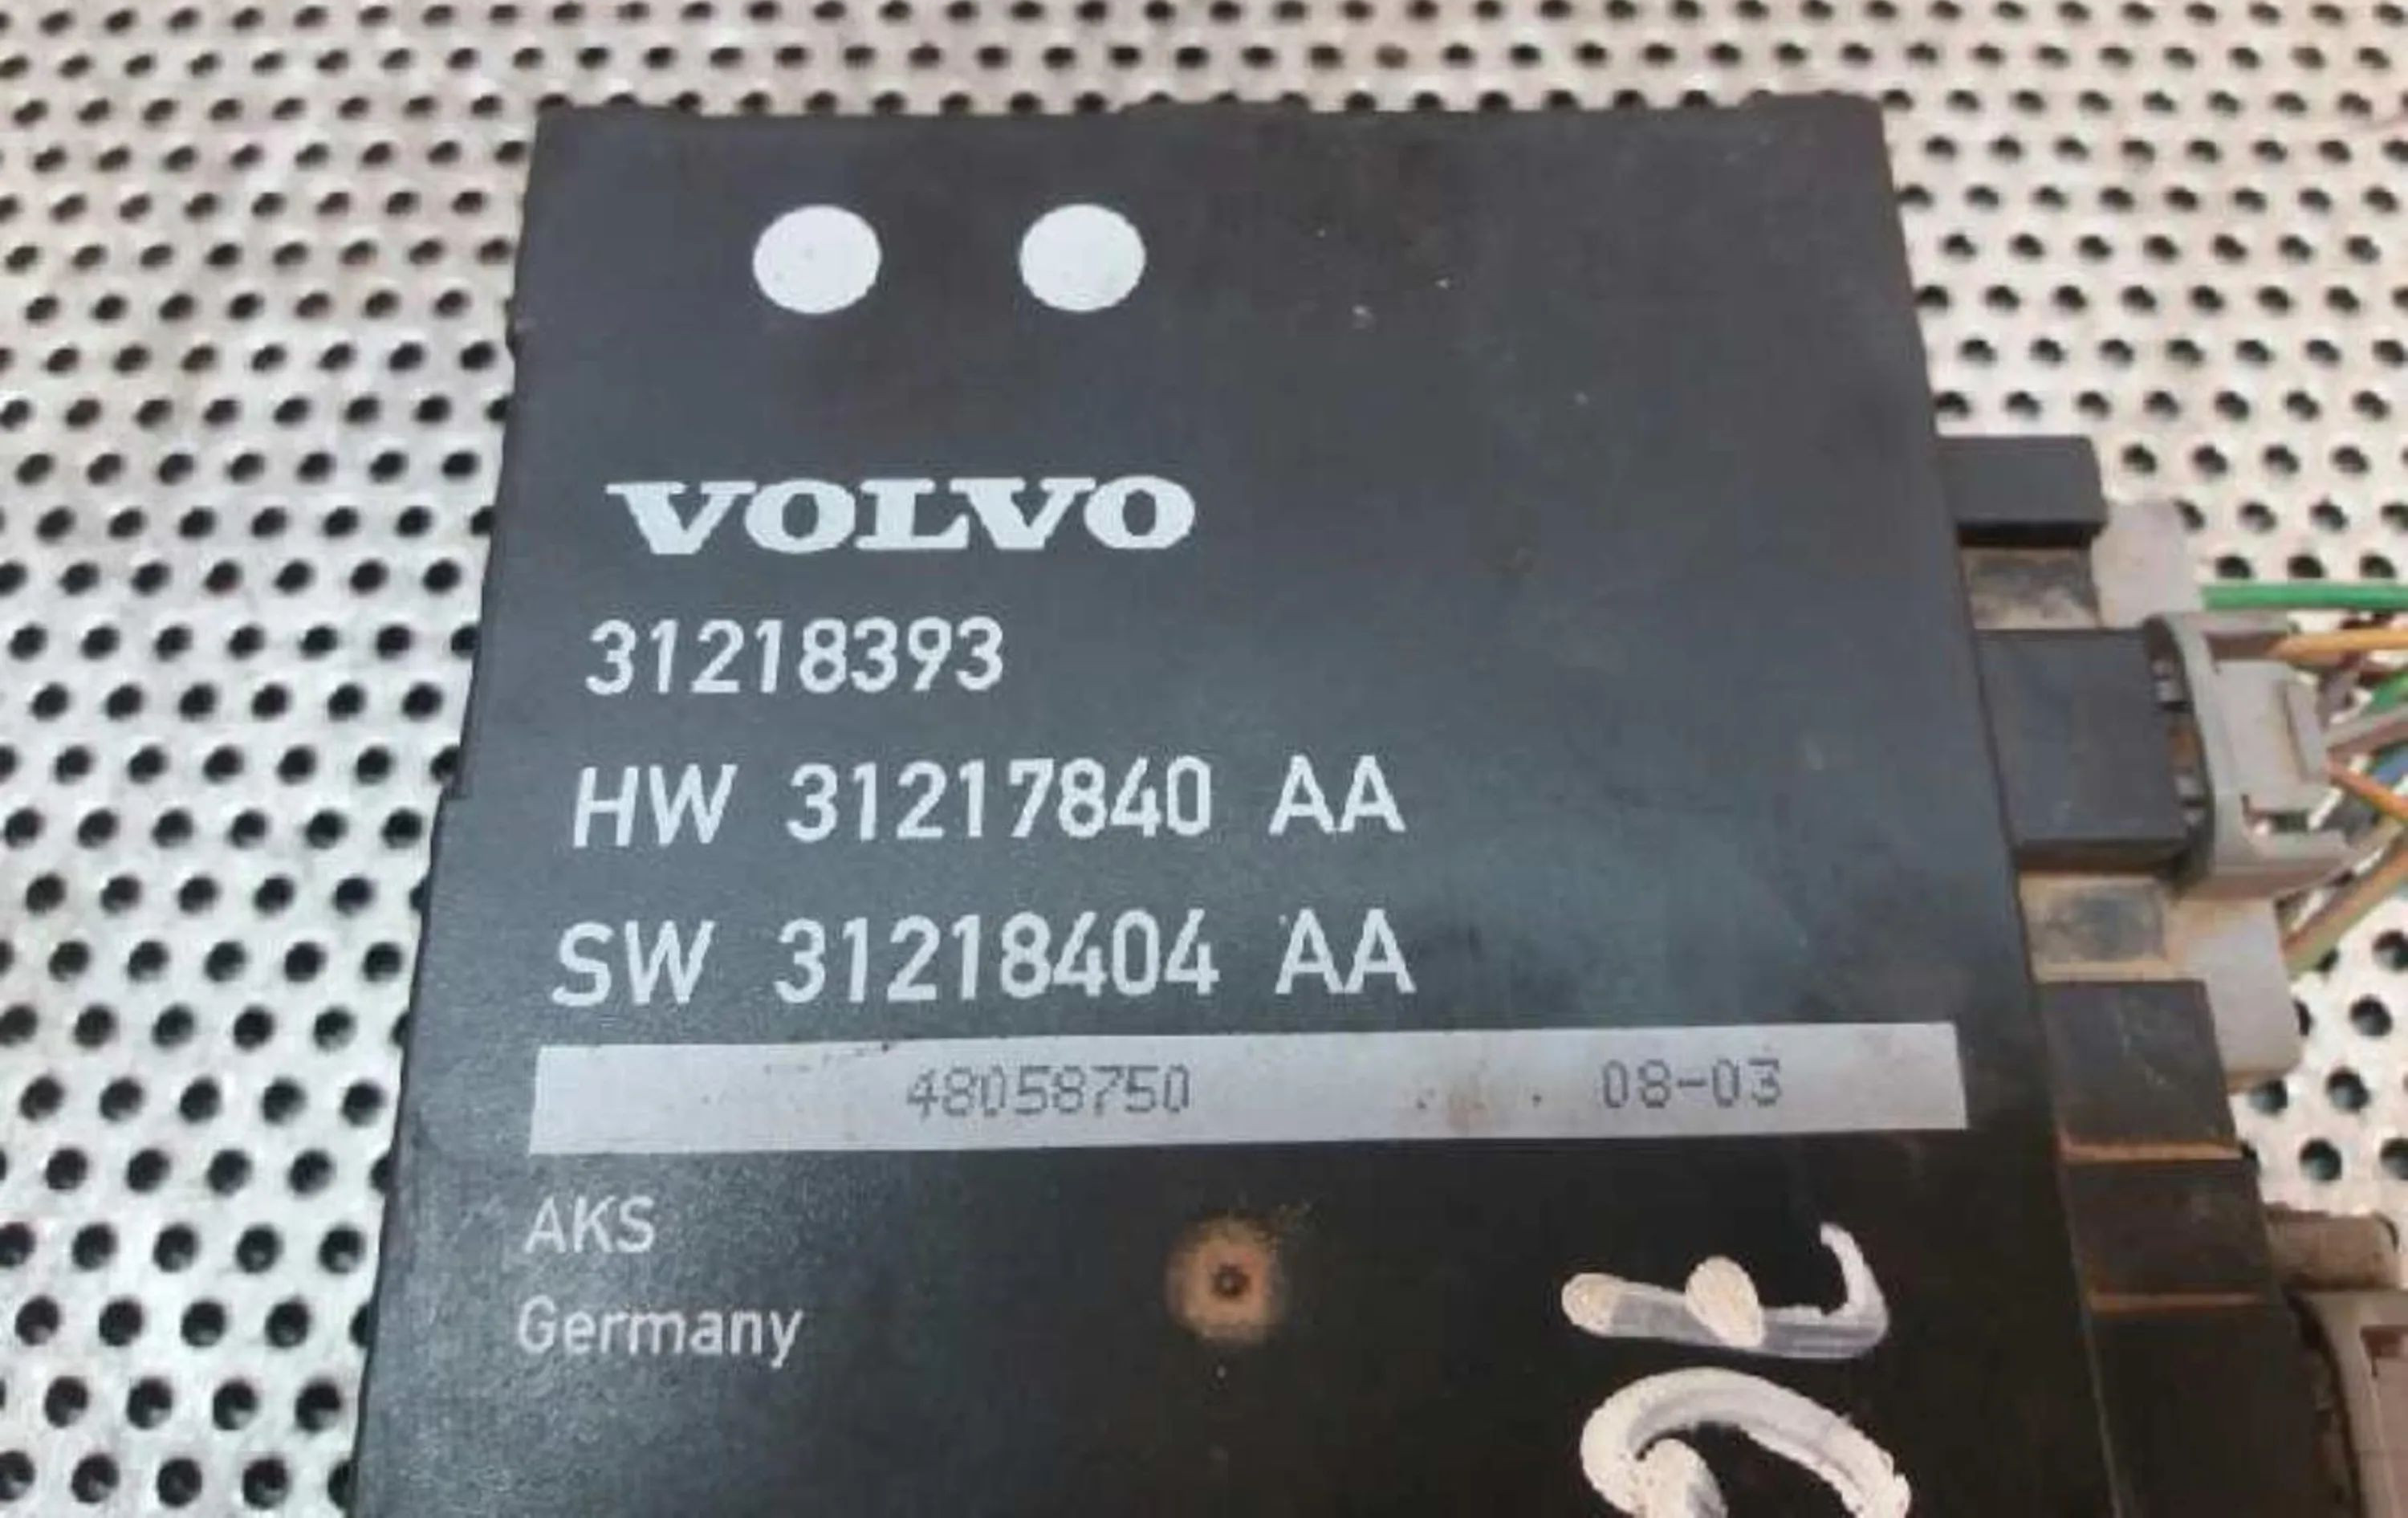 VOLVO
31218393
HW 31217840 AA
SW 31218404 AA
48058750 08-03
AKS
Germany